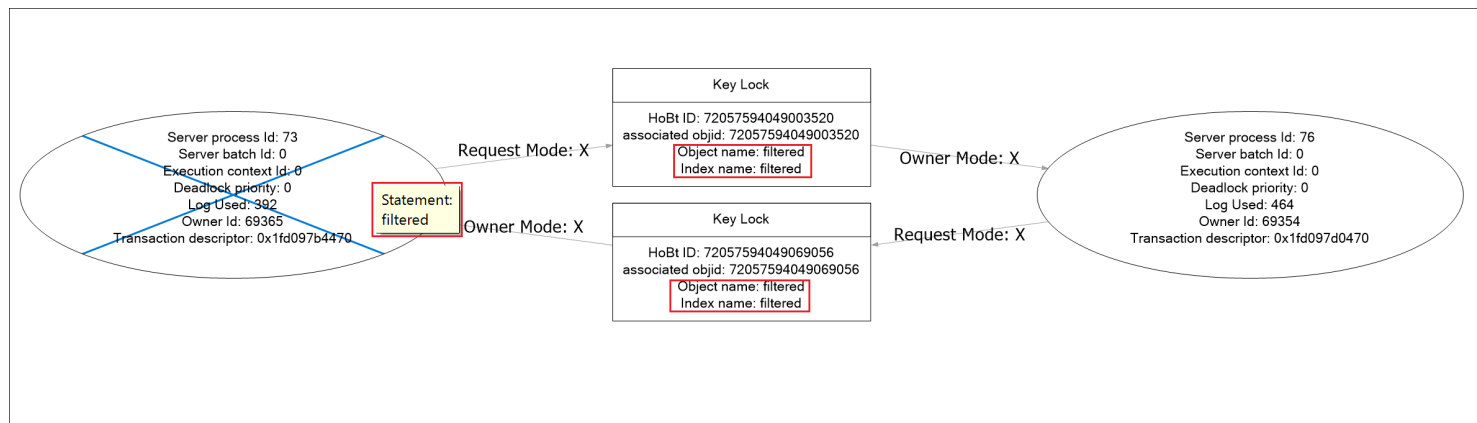 Server process Id: 73
Server batch Id: 0
Execution context Id: 0
Deadlock priority: 0
Log Used: 392
Owner Id: 69365
Transaction descriptor: 0x1fd097b4470
Statement:
filtered
Request Mode: X
Owner Mode: X
Key Lock
HoBt ID: 72057594049003520
associated objid: 72057594049003520
Object name: filtered
Index name: filtered
Key Lock
HoBt ID: 72057594049069056
associated objid: 72057594049069056
Object name: filtered
Index name: filtered
Owner Mode: X
Request Mode: X
Server process Id: 76
Server batch Id: 0
Execution context Id: 0
Deadlock priority: 0
Log Used: 464
Owner Id: 69354
Transaction descriptor: 0x1fd097d0470